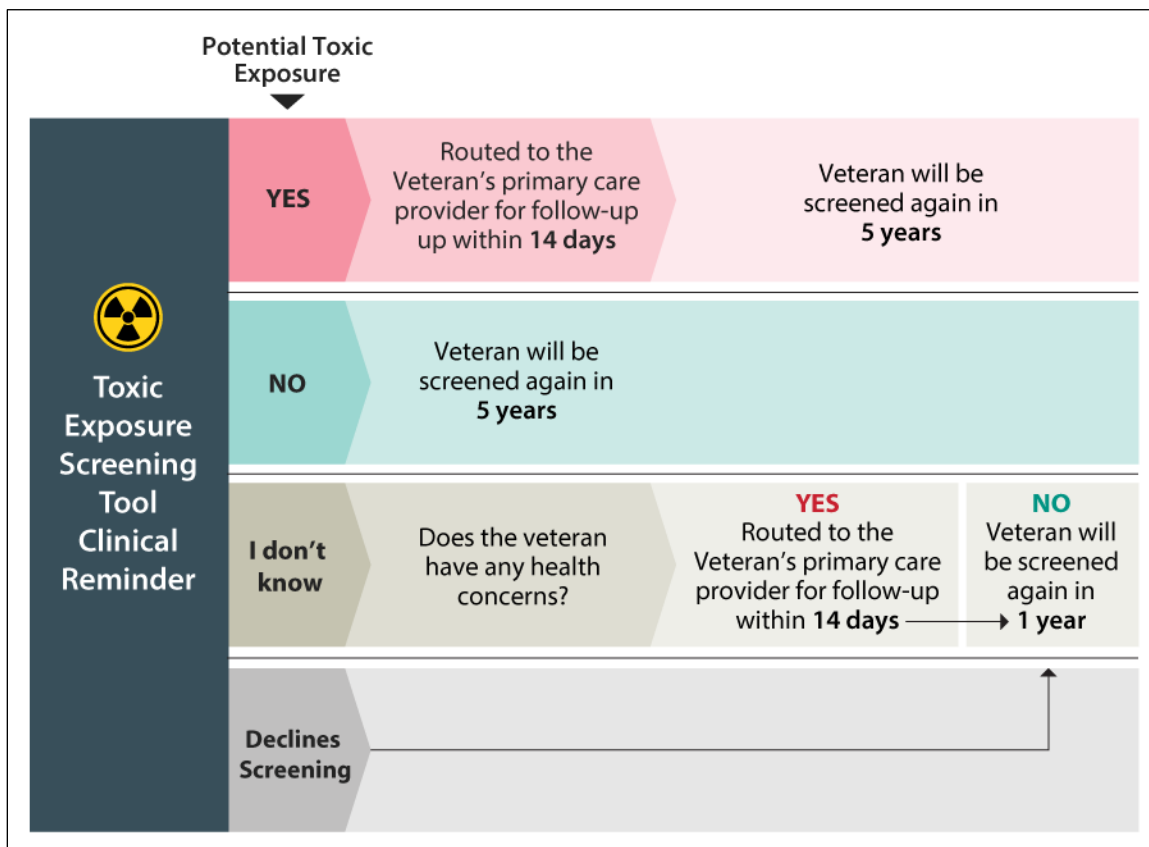 Potential Toxic
Exposure
Toxic
Exposure
Screening
Tool
Clinical
Reminder
YES
Routed to the
Veteran's primary care
provider for follow-up
up within 14 days
Veteran will be
screened again in
5 years
NO
Veteran will be
screened again in
5 years
I don't
know
Does the veteran
have any health
concerns?
YES
Routed to the
Veteran's primary care
provider for follow-up
within 14 days
NO
Veteran will
be screened
again in
1 year
Declines
Screening